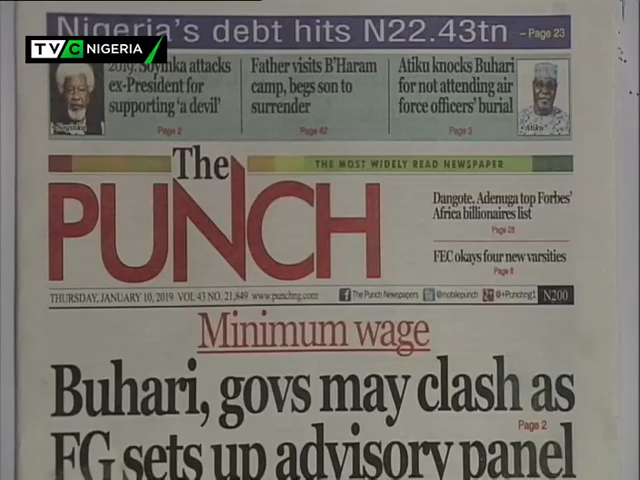 Nigeria's debt hits N22.43tn – Page 23
TVC NIGERIA
2019: Soyinka attacks
ex-President for
supporting 'a devil'
Page 2
Soyinka
Father visits B'Haram
camp, begs son to
surrender
Page 42
Atiku knocks Buhari
for not attending air
force officers' burial
Page 3
Atiku
The
PUNCH
THE MOST WIDELY READ NEWSPAPER
Dangote, Adenuga top Forbes'
Africa billionaires list
Page 28
FEC okays four new varsities
Page 8
THURSDAY, JANUARY 10, 2019 VOL 43 NO. 21,849 www.punchng.com The Punch Newspapers @mobilepunch @+Punchng1 N200
Minimum wage
Buhari, govs may clash as
Page 2
FG sets up advisory panel